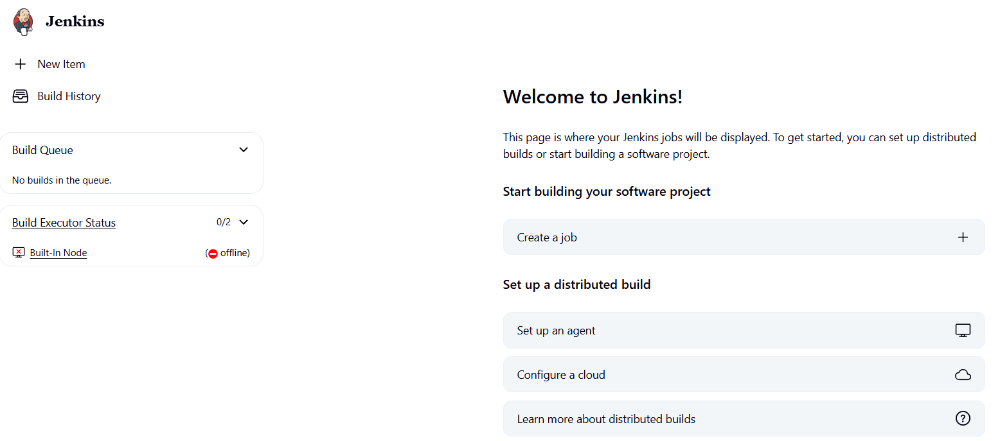 Jenkins
New Item
Build History
Build Queue
No builds in the queue.
Build Executor Status 0/2
Built-In Node (offline)
Welcome to Jenkins!
This page is where your Jenkins jobs will be displayed. To get started, you can set up distributed
builds or start building a software project.
Start building your software project
Create a job
Set up a distributed build
Set up an agent
Configure a cloud
Learn more about distributed builds